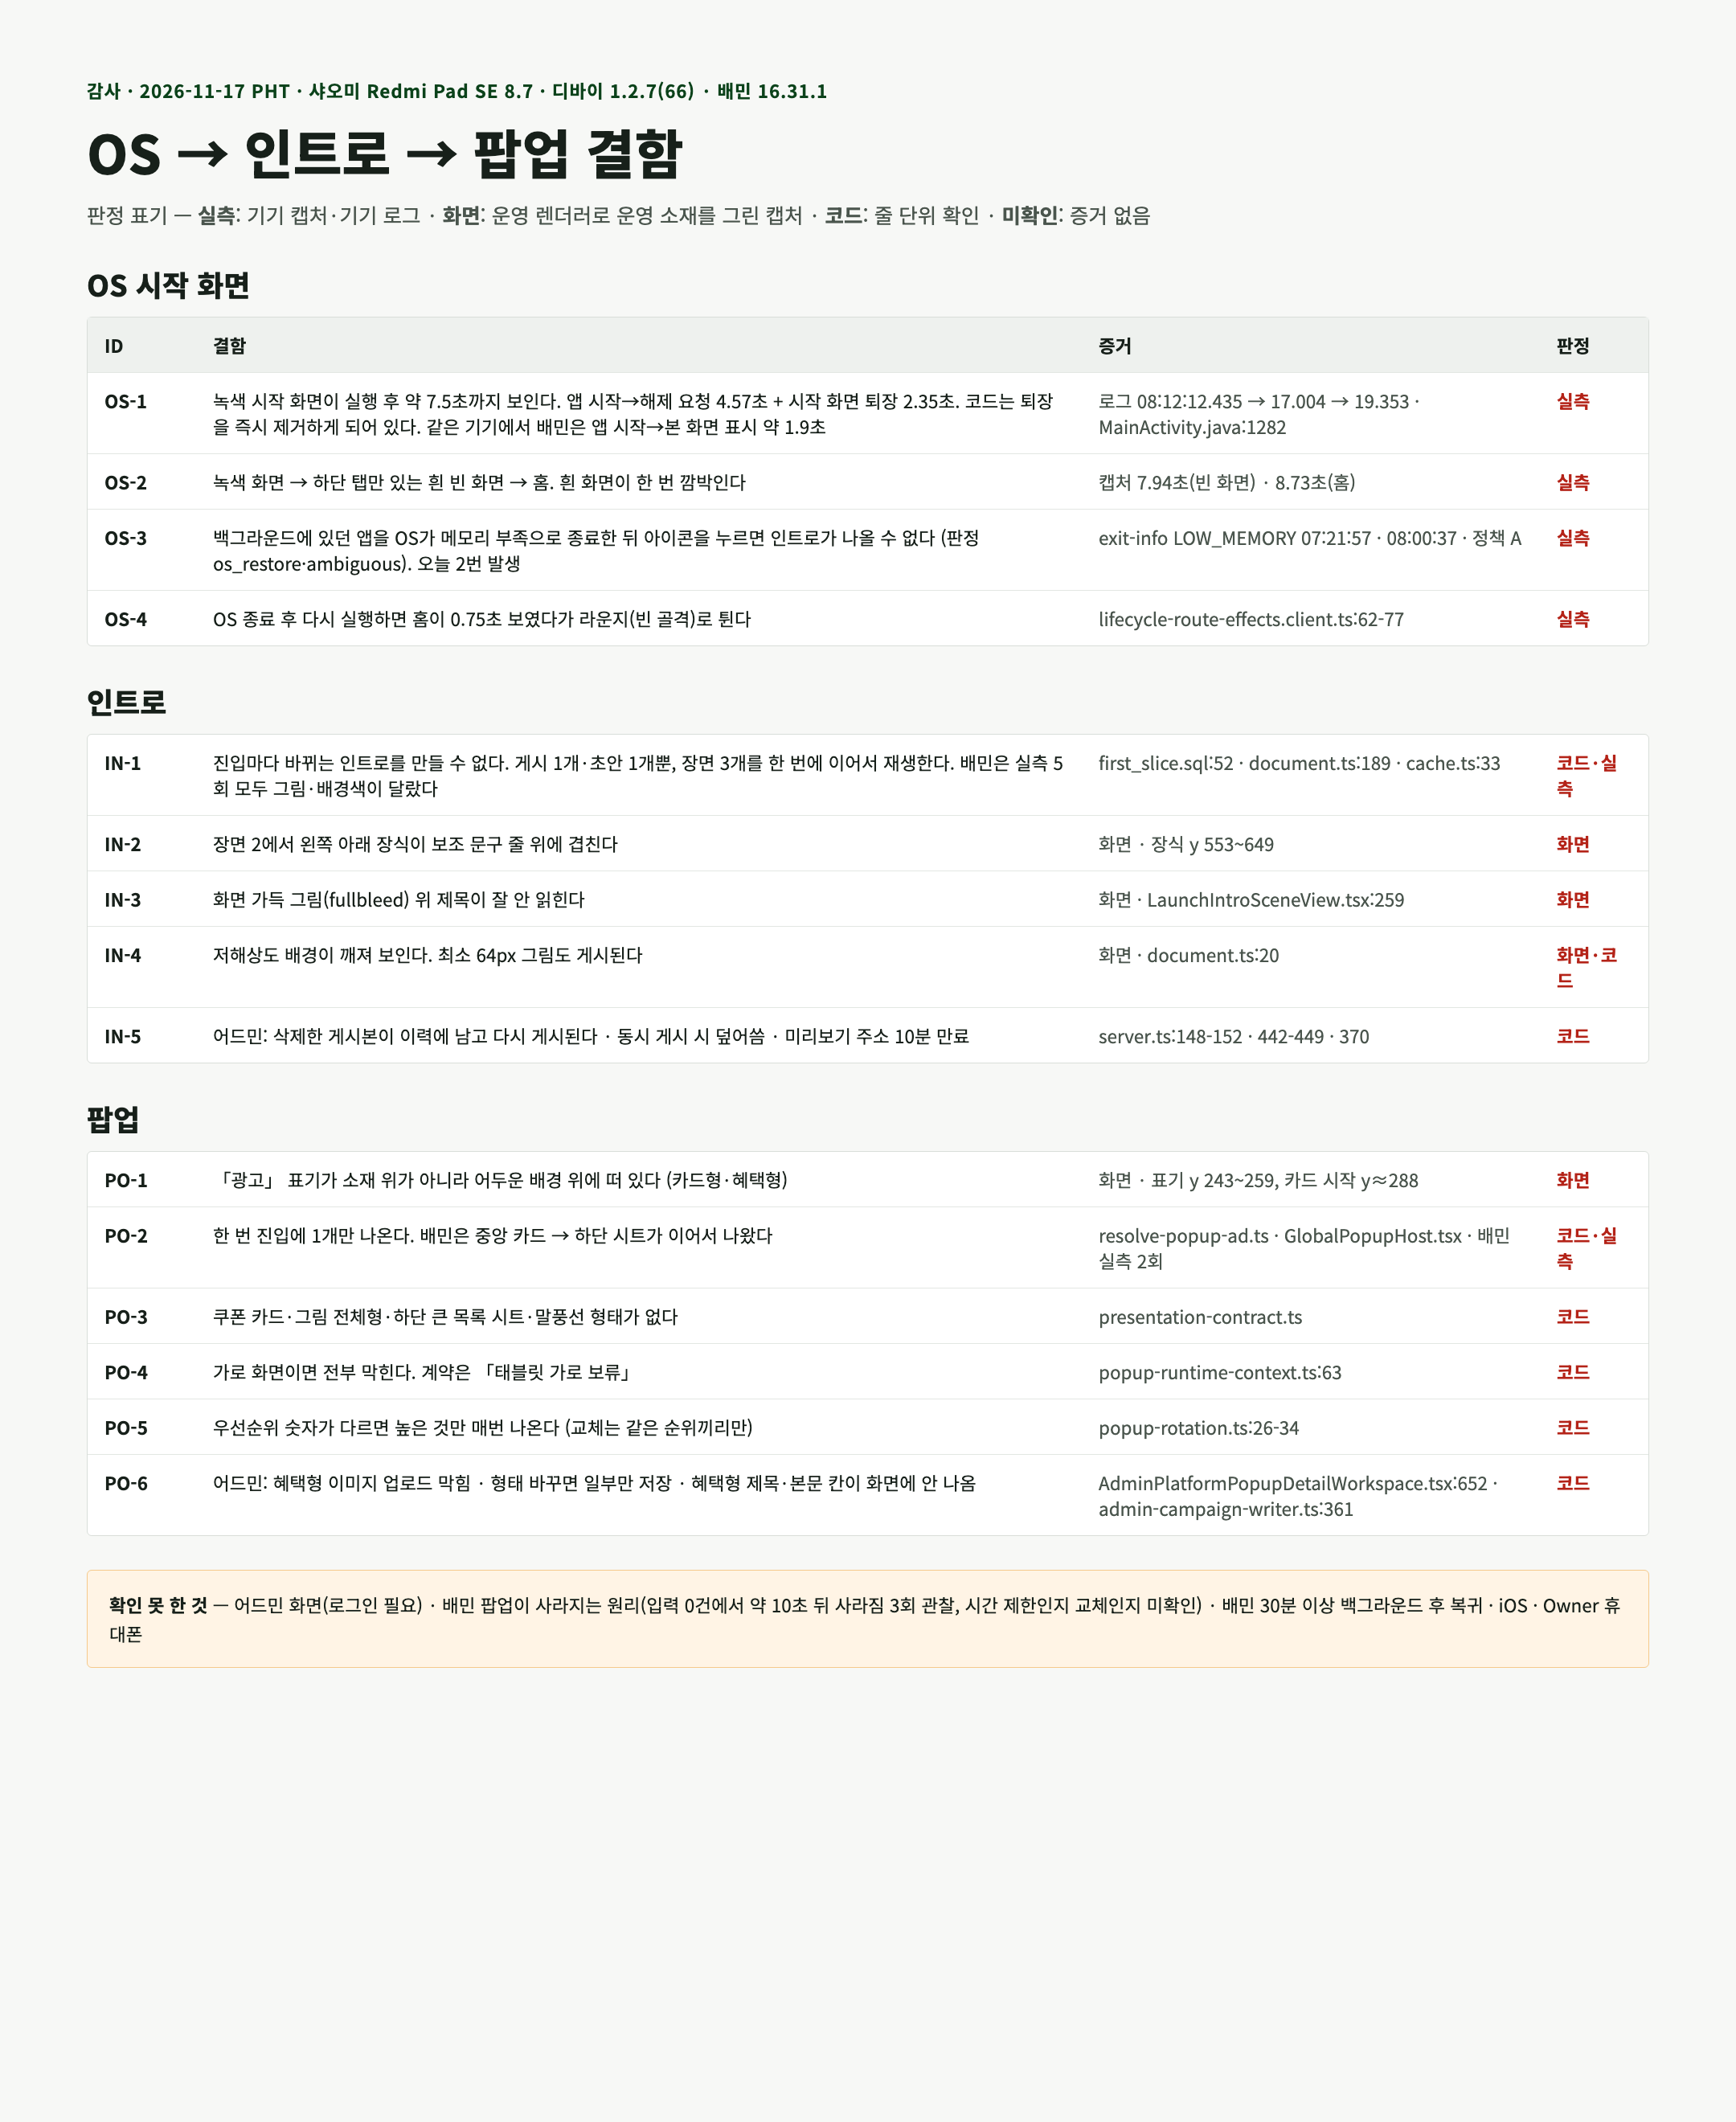 감사 · 2026-11-17 PHT · 샤오미 Redmi Pad SE 8.7 · 디바이 1.2.7(66) · 배민 16.31.1
OS → 인트로 → 팝업 결함
판정 표기 — 실측: 기기 캡처·기기 로그 · 화면: 운영 렌더러로 운영 소재를 그린 캡처 · 코드: 줄 단위 확인 · 미확인: 증거 없음
OS 시작 화면
ID 결함 증거 판정
OS-1 녹색 시작 화면이 실행 후 약 7.5초까지 보인다. 앱 시작→해제 요청 4.57초 + 시작 화면 퇴장 2.35초. 코드는 퇴장 로그 08:12:12.435 → 17.004 → 19.353 · 실측
을 즉시 제거하게 되어 있다. 같은 기기에서 배민은 앱 시작→본 화면 표시 약 1.9초 MainActivity.java:1282
OS-2 녹색 화면 → 하단 탭만 있는 흰 빈 화면 → 홈. 흰 화면이 한 번 깜박인다 캡처 7.94초(빈 화면) · 8.73초(홈) 실측
OS-3 백그라운드에 있던 앱을 OS가 메모리 부족으로 종료한 뒤 아이콘을 누르면 인트로가 나올 수 없다 (판정 exit-info LOW_MEMORY 07:21:57 · 08:00:37 · 정책 A 실측
os_restore·ambiguous). 오늘 2번 발생
OS-4 OS 종료 후 다시 실행하면 홈이 0.75초 보였다가 라운지(빈 골격)로 튄다 lifecycle-route-effects.client.ts:62-77 실측
인트로
IN-1 진입마다 바뀌는 인트로를 만들 수 없다. 게시 1개·초안 1개뿐, 장면 3개를 한 번에 이어서 재생한다. 배민은 실측 5 first_slice.sql:52 · document.ts:189 · cache.ts:33 코드·실
회 모두 그림·배경색이 달랐다 측
IN-2 장면 2에서 왼쪽 아래 장식이 보조 문구 줄 위에 겹친다 화면 · 장식 y 553~649 화면
IN-3 화면 가득 그림(fullbleed) 위 제목이 잘 안 읽힌다 화면 · LaunchIntroSceneView.tsx:259 화면
IN-4 저해상도 배경이 깨져 보인다. 최소 64px 그림도 게시된다 화면 · document.ts:20 화면·코
드
IN-5 어드민: 삭제한 게시본이 이력에 남고 다시 게시된다 · 동시 게시 시 덮어씀 · 미리보기 주소 10분 만료 server.ts:148-152 · 442-449 · 370 코드
팝업
PO-1 「광고」 표기가 소재 위가 아니라 어두운 배경 위에 떠 있다 (카드형·혜택형) 화면 · 표기 y 243~259, 카드 시작 y≈288 화면
PO-2 한 번 진입에 1개만 나온다. 배민은 중앙 카드 → 하단 시트가 이어서 나왔다 resolve-popup-ad.ts · GlobalPopupHost.tsx · 배민 코드·실
실측 2회 측
PO-3 쿠폰 카드·그림 전체형·하단 큰 목록 시트·말풍선 형태가 없다 presentation-contract.ts 코드
PO-4 가로 화면이면 전부 막힌다. 계약은 「태블릿 가로 보류」 popup-runtime-context.ts:63 코드
PO-5 우선순위 숫자가 다르면 높은 것만 매번 나온다 (교체는 같은 순위끼리만) popup-rotation.ts:26-34 코드
PO-6 어드민: 혜택형 이미지 업로드 막힘 · 형태 바꾸면 일부만 저장 · 혜택형 제목·본문 칸이 화면에 안 나옴 AdminPlatformPopupDetailWorkspace.tsx:652 · 코드
admin-campaign-writer.ts:361
확인 못 한 것 — 어드민 화면(로그인 필요) · 배민 팝업이 사라지는 원리(입력 0건에서 약 10초 뒤 사라짐 3회 관찰, 시간 제한인지 교체인지 미확인) · 배민 30분 이상 백그라운드 후 복귀 · iOS · Owner 휴
대폰